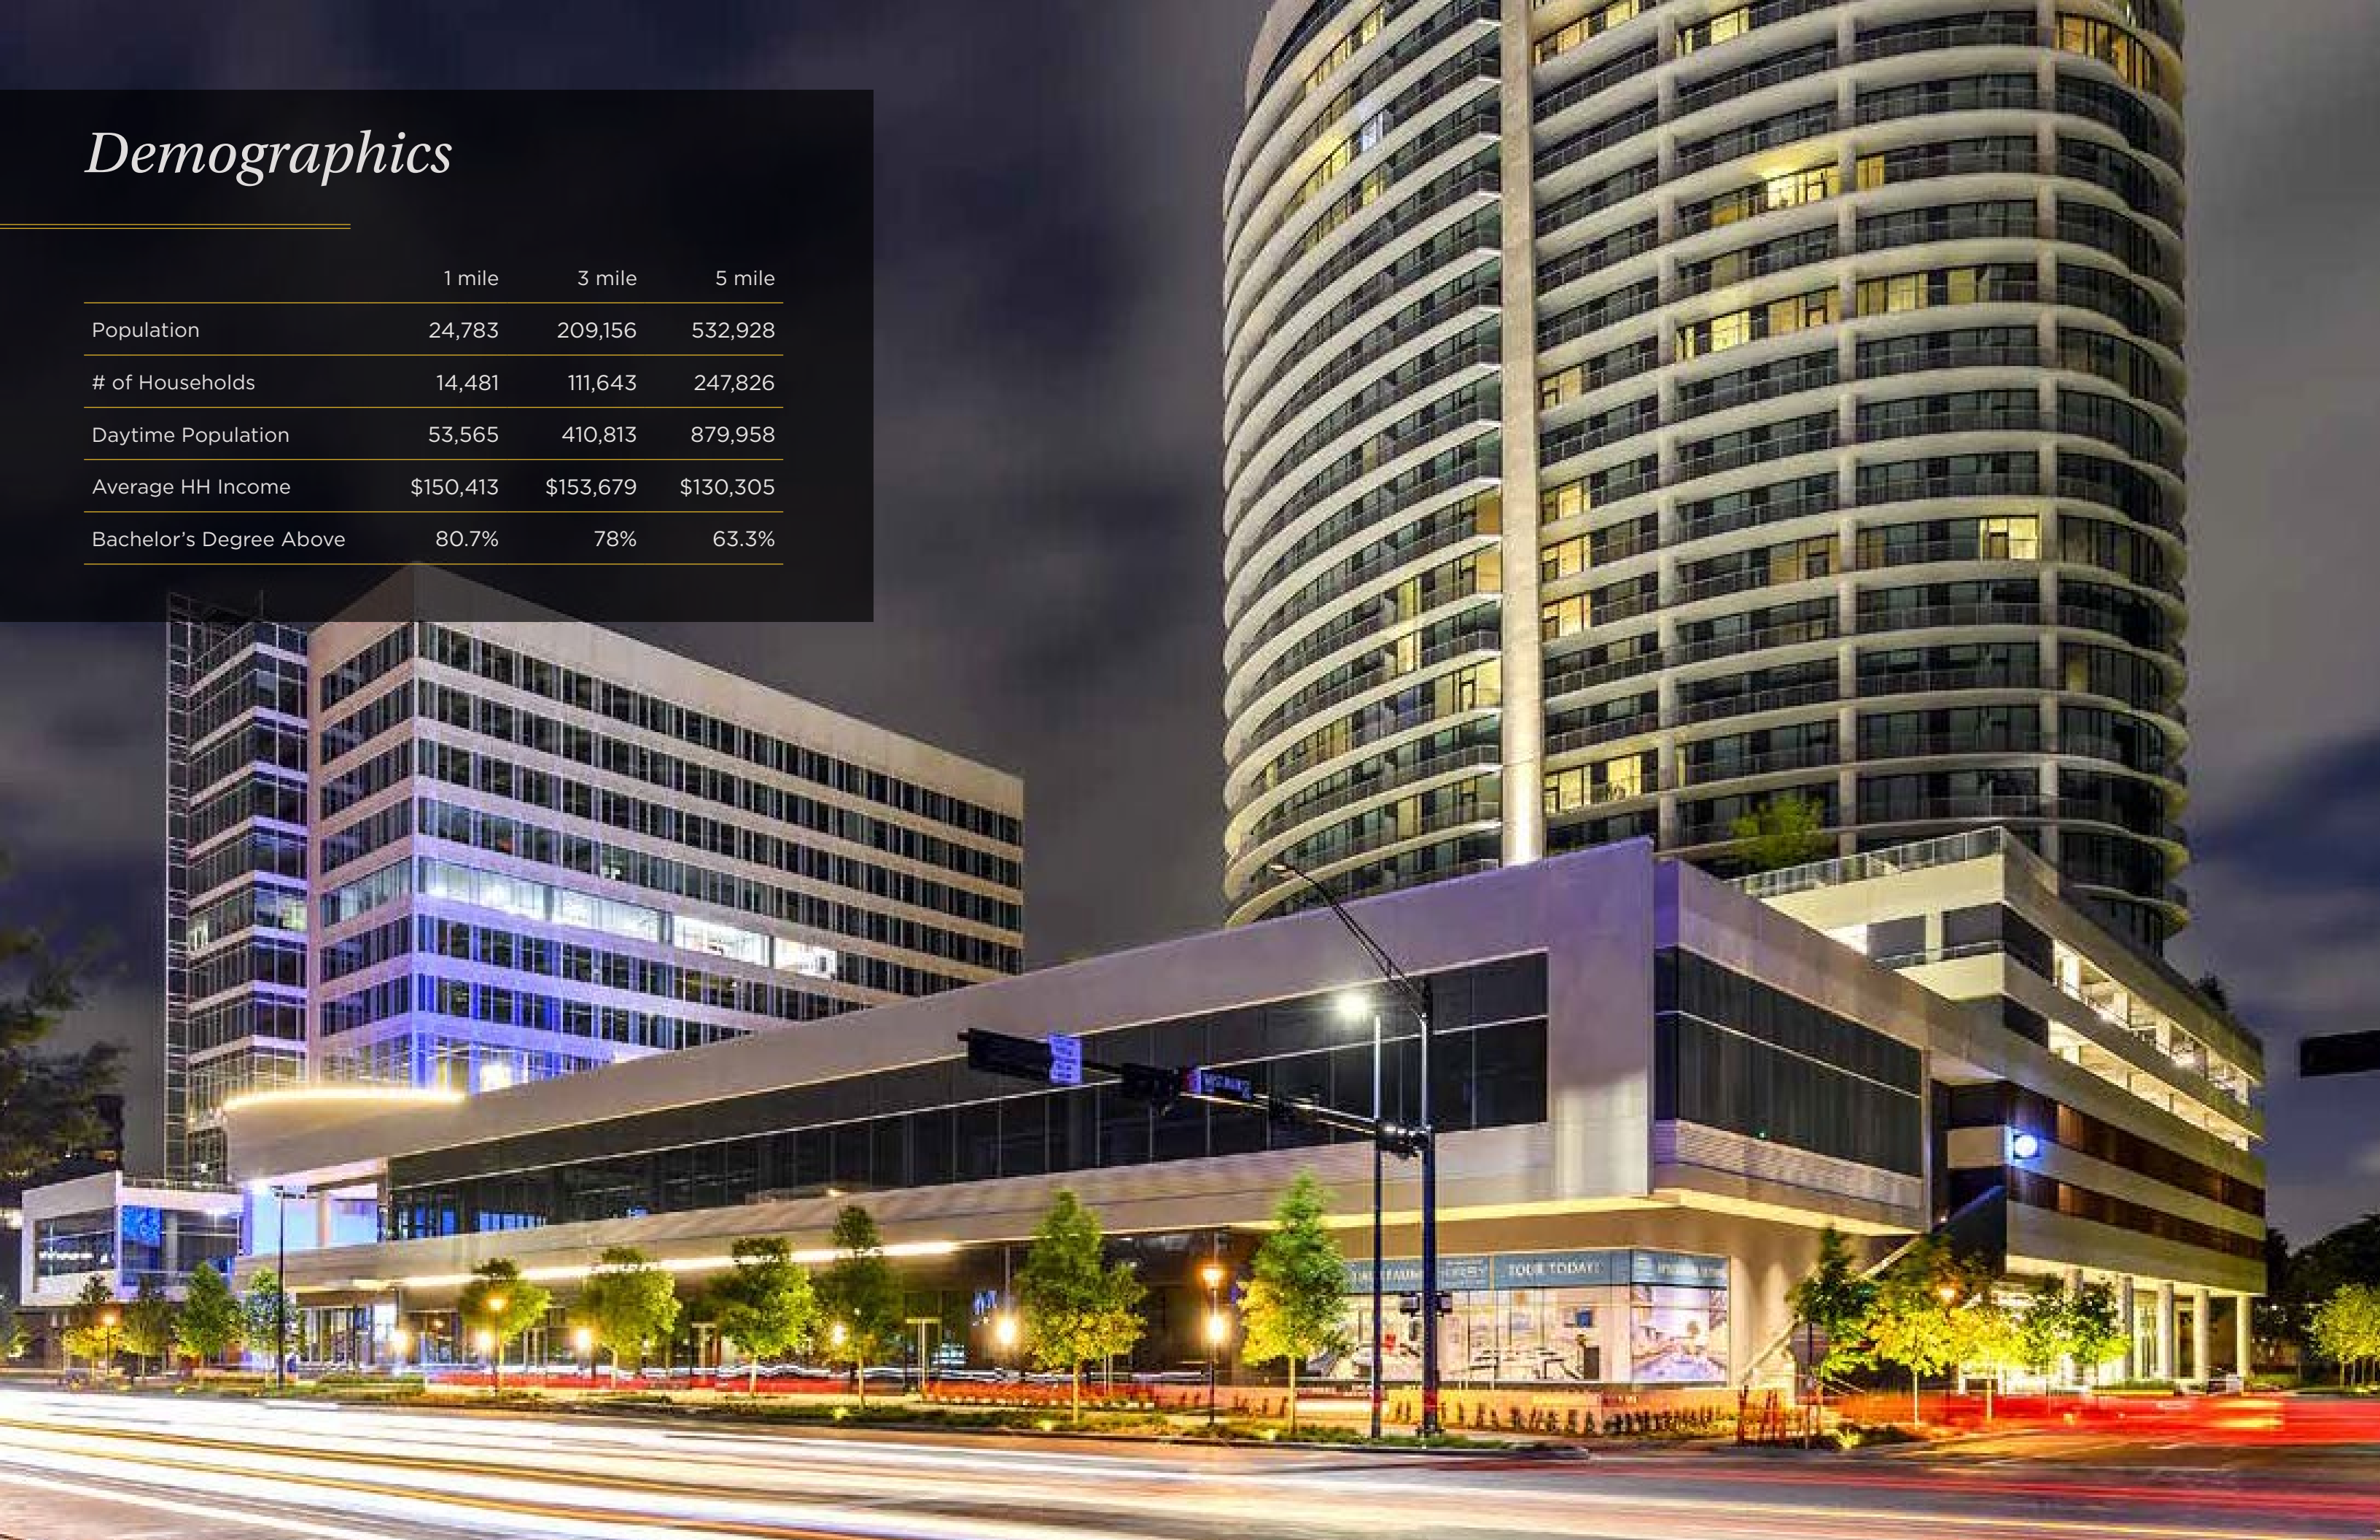 Demographics
1 mile 3 mile 5 mile
Population 24,783 209,156 532,928
# of Households 14,481 111,643 247,826
Daytime Population 53,565 410,813 879,958
Average HH Income $150,413 $153,679 $130,305
Bachelor’s Degree Above 80.7% 78% 63.3%
TOUR TODAY!